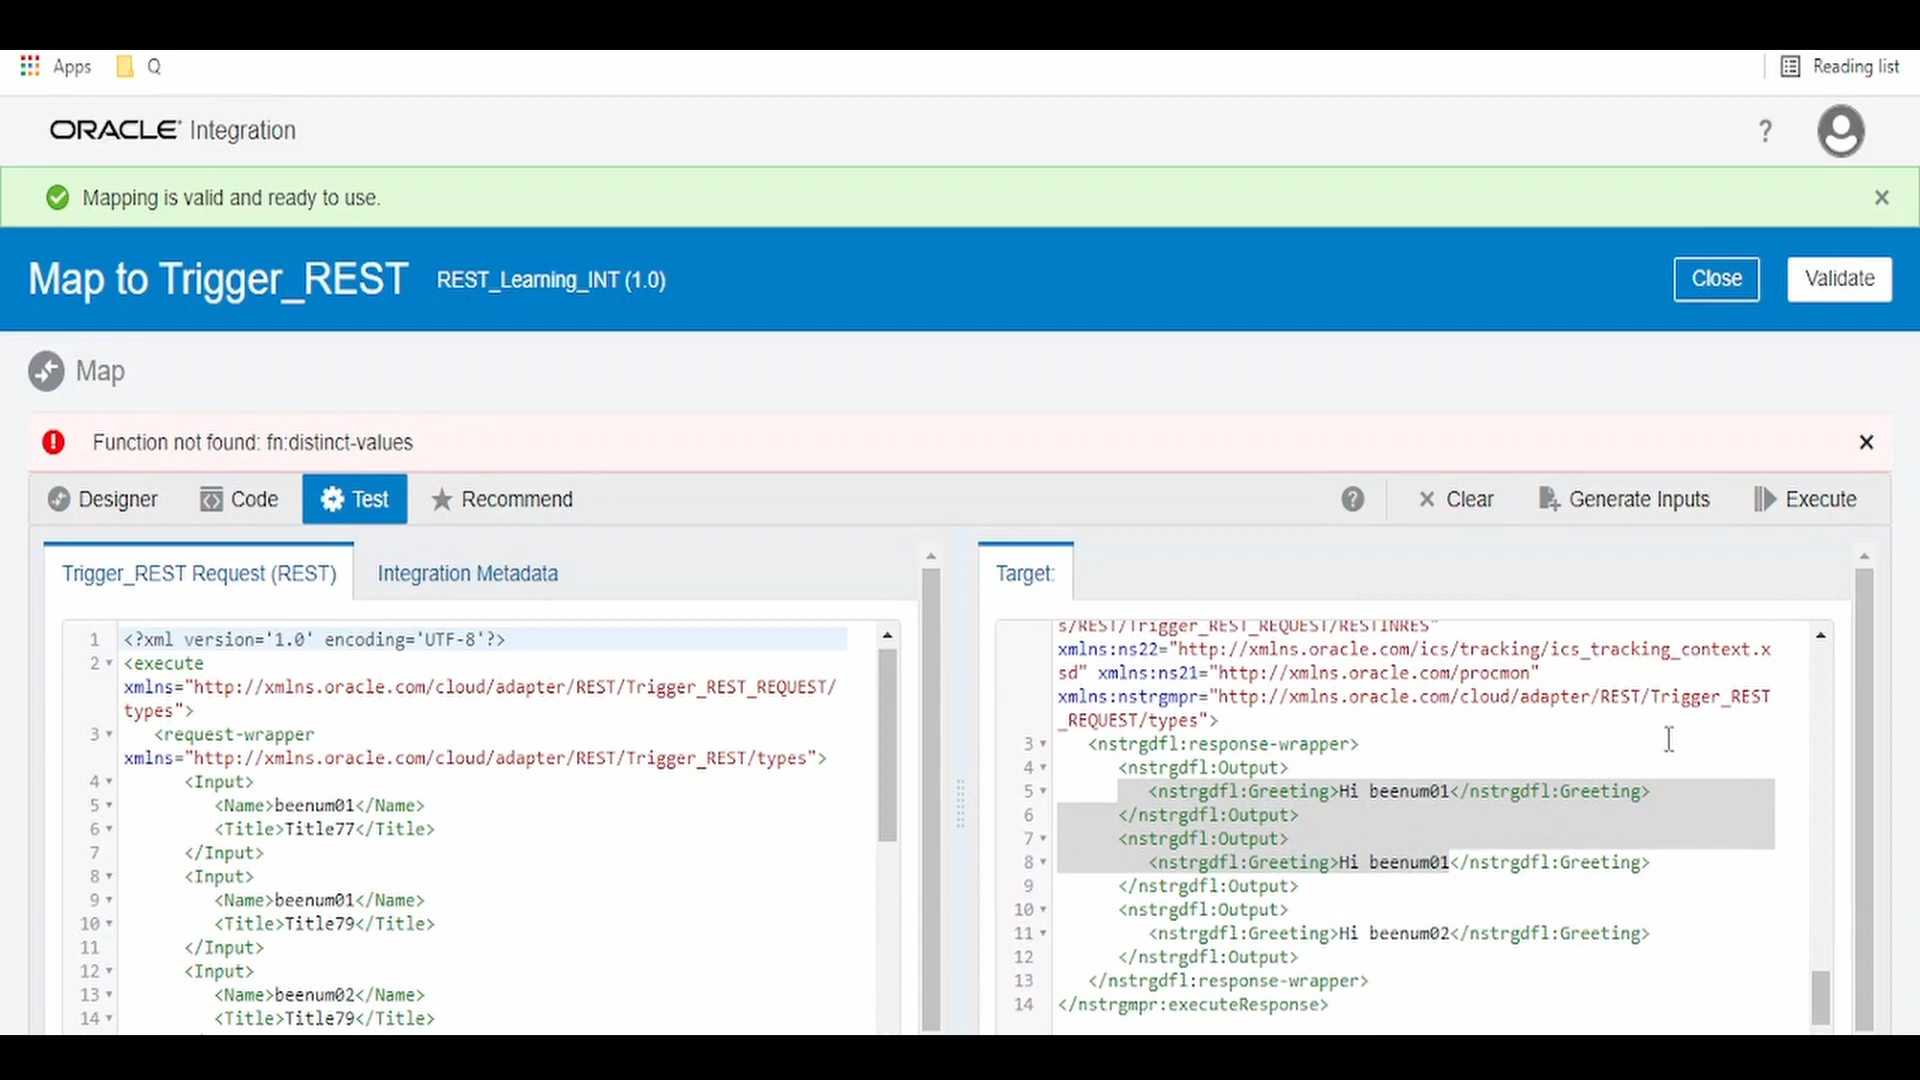 Apps Q Reading list
ORACLE Integration ?
Mapping is valid and ready to use. ×
Map to Trigger_REST REST_Learning_INT (1.0) Close Validate
Map
Function not found: fn:distinct-values ×
Designer Code Test Recommend ? × Clear Generate Inputs Execute
Trigger_REST Request (REST) Integration Metadata
1 <?xml version='1.0' encoding='UTF-8'?>
2 <execute
xmlns="http://xmlns.oracle.com/cloud/adapter/REST/Trigger_REST_REQUEST/
types">
3 <request-wrapper
xmlns="http://xmlns.oracle.com/cloud/adapter/REST/Trigger_REST/types">
4 <Input>
5 <Name>beenum01</Name>
6 <Title>Title77</Title>
7 </Input>
8 <Input>
9 <Name>beenum01</Name>
10 <Title>Title79</Title>
11 </Input>
12 <Input>
13 <Name>beenum02</Name>
14 <Title>Title79</Title>
Target:
s/REST/Trigger_REST_REQUEST/RESTINRES"
xmlns:ns22="http://xmlns.oracle.com/ics/tracking/ics_tracking_context.x
sd" xmlns:ns21="http://xmlns.oracle.com/procmon"
xmlns:nstrgmpr="http://xmlns.oracle.com/cloud/adapter/REST/Trigger_REST
_REQUEST/types">
3 <nstrgdfl:response-wrapper>
4 <nstrgdfl:Output>
5 <nstrgdfl:Greeting>Hi beenum01</nstrgdfl:Greeting>
6 </nstrgdfl:Output>
7 <nstrgdfl:Output>
8 <nstrgdfl:Greeting>Hi beenum01</nstrgdfl:Greeting>
9 </nstrgdfl:Output>
10 <nstrgdfl:Output>
11 <nstrgdfl:Greeting>Hi beenum02</nstrgdfl:Greeting>
12 </nstrgdfl:Output>
13 </nstrgdfl:response-wrapper>
14 </nstrgmpr:executeResponse>